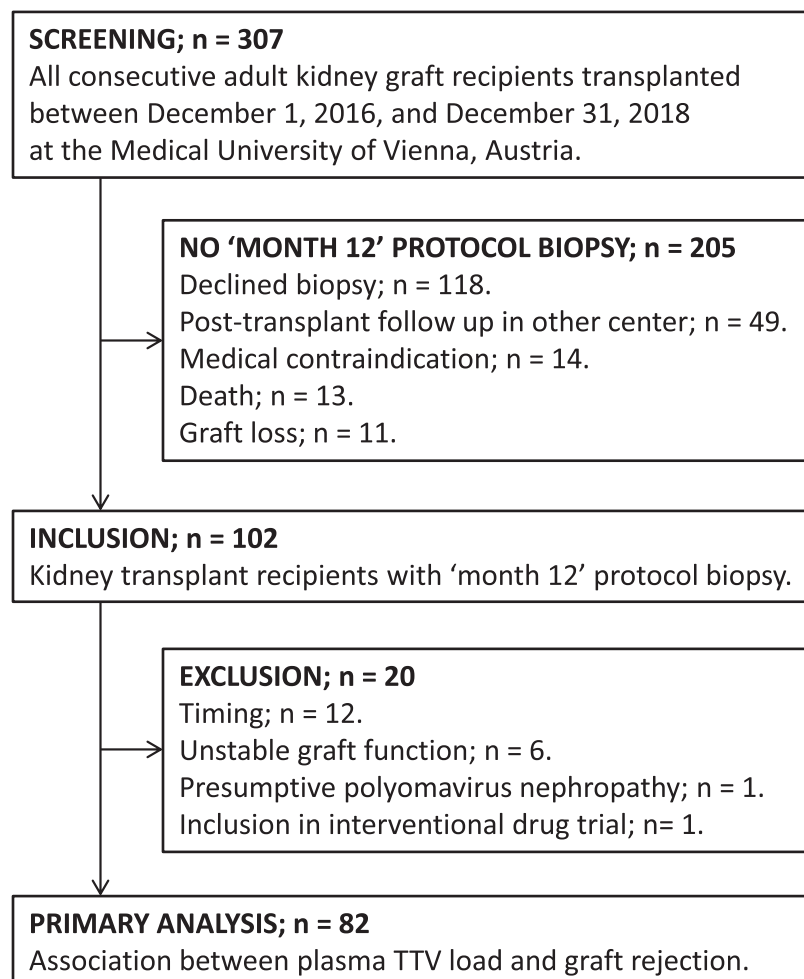 SCREENING; n = 307
All consecutive adult kidney graft recipients transplanted
between December 1, 2016, and December 31, 2018
at the Medical University of Vienna, Austria.
NO ‘MONTH 12’ PROTOCOL BIOPSY; n = 205
Declined biopsy; n = 118.
Post-transplant follow up in other center; n = 49.
Medical contraindication; n = 14.
Death; n = 13.
Graft loss; n = 11.
INCLUSION; n = 102
Kidney transplant recipients with ‘month 12’ protocol biopsy.
EXCLUSION; n = 20
Timing; n = 12.
Unstable graft function; n = 6.
Presumptive polyomavirus nephropathy; n = 1.
Inclusion in interventional drug trial; n= 1.
PRIMARY ANALYSIS; n = 82
Association between plasma TTV load and graft rejection.